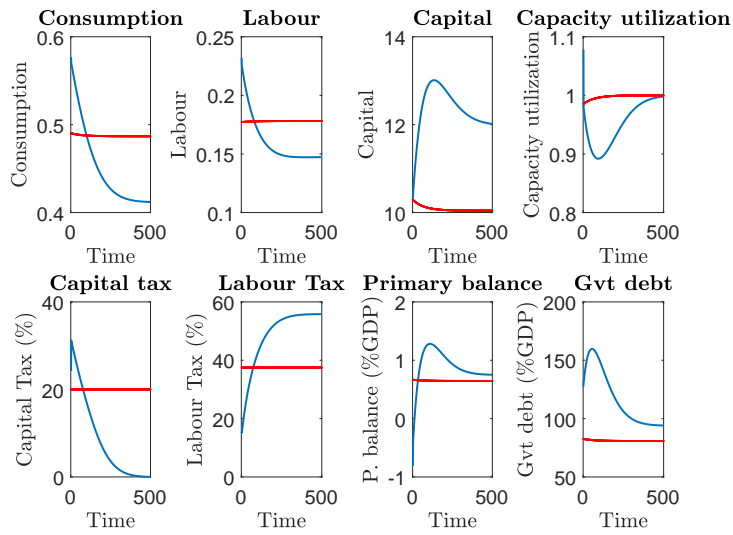 Consumption
Consumption
0.6
0.5
0.4
0 500
Time
Labour
Labour
0.25
0.2
0.15
0.1
0 500
Time
Capital
Capital
14
12
10
0 500
Time
Capacity utilization
Capacity utilization
1.1
1
0.9
0.8
0 500
Time
Capital tax
Capital Tax (%)
40
20
0
0 500
Time
Labour Tax
Labour Tax (%)
60
40
20
0
0 500
Time
Primary balance
P. balance (%GDP)
2
1
0
-1
0 500
Time
Gvt debt
Gvt debt (%GDP)
200
150
100
50
0 500
Time